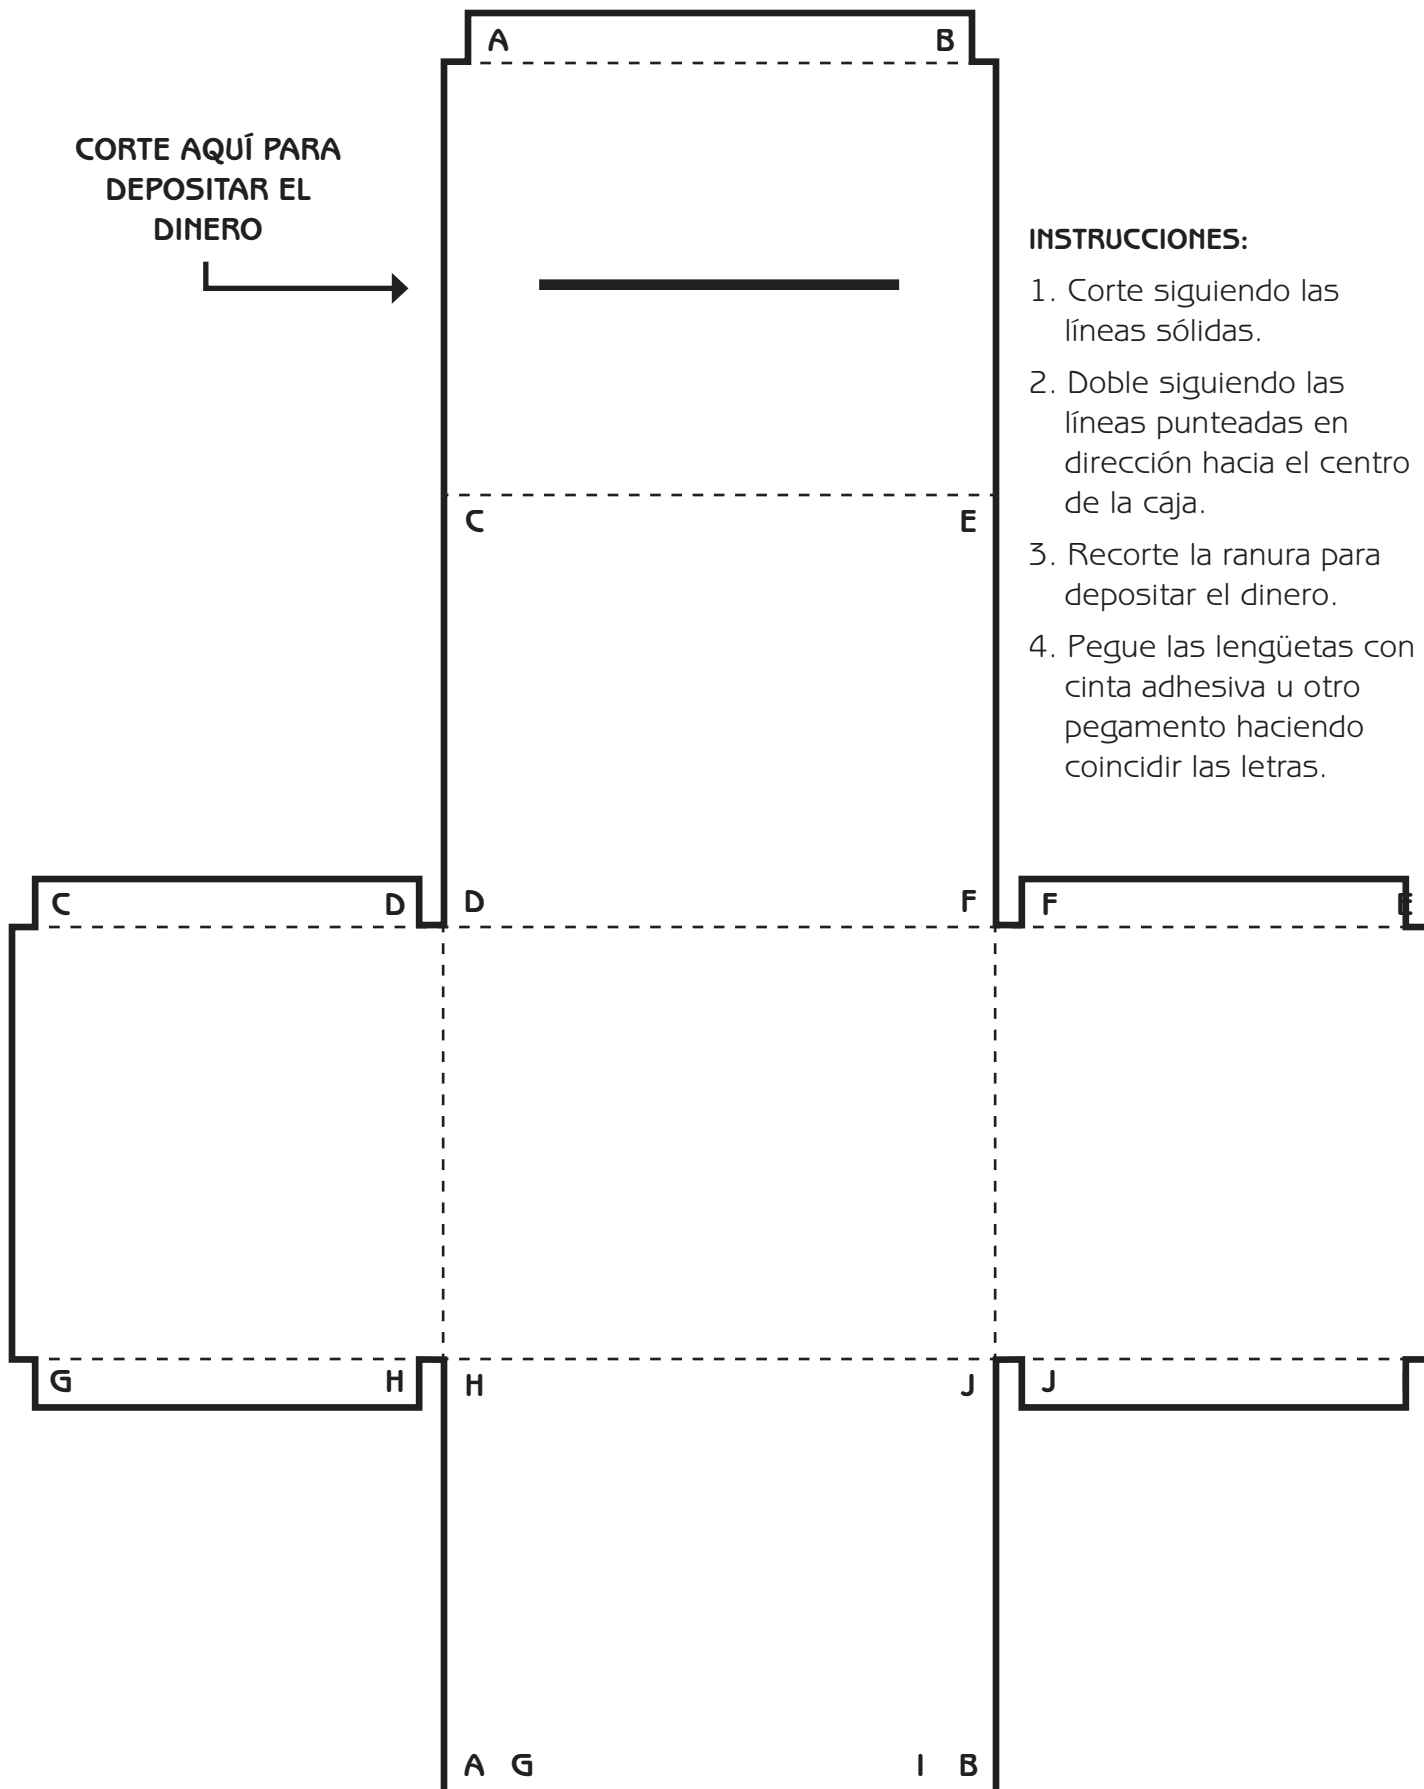 A B
CORTE AQUÍ PARA
DEPOSITAR EL
DINERO
INSTRUCCIONES:
1. Corte siguiendo las
líneas sólidas.
2. Doble siguiendo las
líneas punteadas en
dirección hacia el centro
de la caja.
3. Recorte la ranura para
depositar el dinero.
4. Pegue las lengüetas con
cinta adhesiva u otro
pegamento haciendo
coincidir las letras.
C E
C D D F F E
G H H J J
A G I B